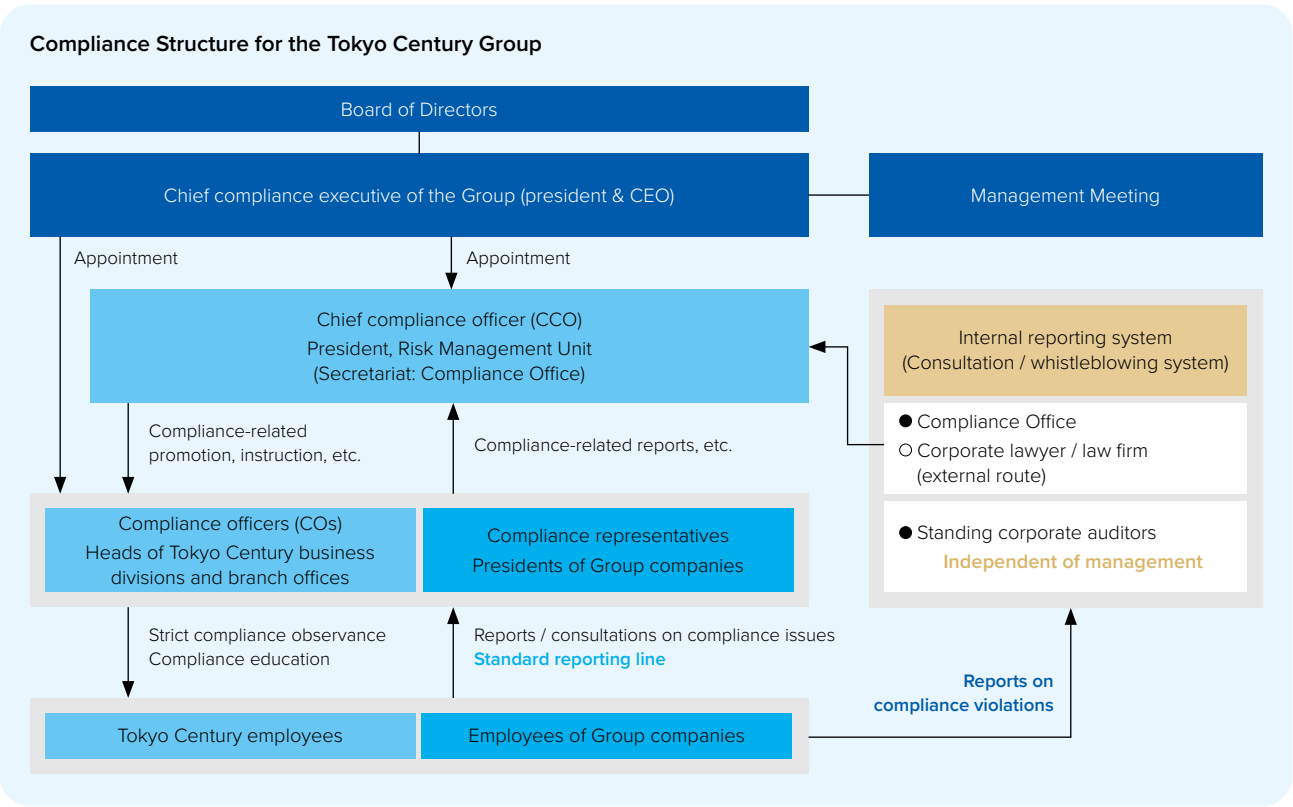 Compliance Structure for the Tokyo Century Group
Board of Directors
Chief compliance executive of the Group (president & CEO)
Management Meeting
Appointment
Appointment
Chief compliance officer (CCO)
President, Risk Management Unit
(Secretariat: Compliance Office)
Internal reporting system
(Consultation / whistleblowing system)
● Compliance Office
○ Corporate lawyer / law firm
(external route)
● Standing corporate auditors
Independent of management
Compliance-related
promotion, instruction, etc.
Compliance-related reports, etc.
Compliance officers (COs)
Heads of Tokyo Century business
divisions and branch offices
Compliance representatives
Presidents of Group companies
Strict compliance observance
Compliance education
Reports / consultations on compliance issues
Standard reporting line
Reports on
compliance violations
Tokyo Century employees
Employees of Group companies